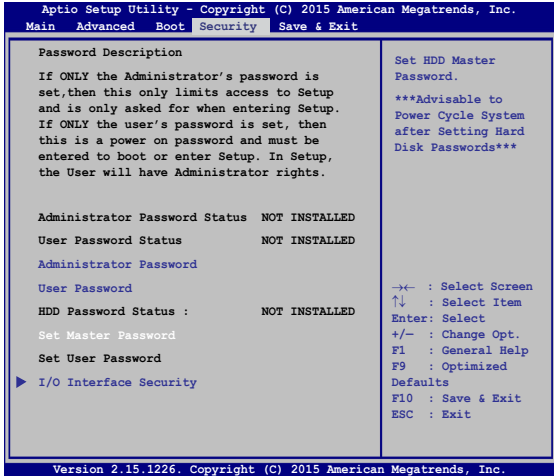 Aptio Setup Utility - Copyright (C) 2015 American Megatrends, Inc.
Main Advanced Boot Security Save & Exit
Password Description
If ONLY the Administrator's password is
set,then this only limits access to Setup
and is only asked for when entering Setup.
If ONLY the user's password is set, then
this is a power on password and must be
entered to boot or enter Setup. In Setup,
the User will have Administrator rights.
Administrator Password Status NOT INSTALLED
User Password Status NOT INSTALLED
Administrator Password
User Password
HDD Password Status : NOT INSTALLED
Set Master Password
Set User Password
I/O Interface Security
Set HDD Master
Password.
***Advisable to
Power Cycle System
after Setting Hard
Disk Passwords***
→← : Select Screen
↑↓ : Select Item
Enter: Select
+/— : Change Opt.
F1 : General Help
F9 : Optimized
Defaults
F10 : Save & Exit
ESC : Exit
Version 2.15.1226. Copyright (C) 2015 American Megatrends, Inc.